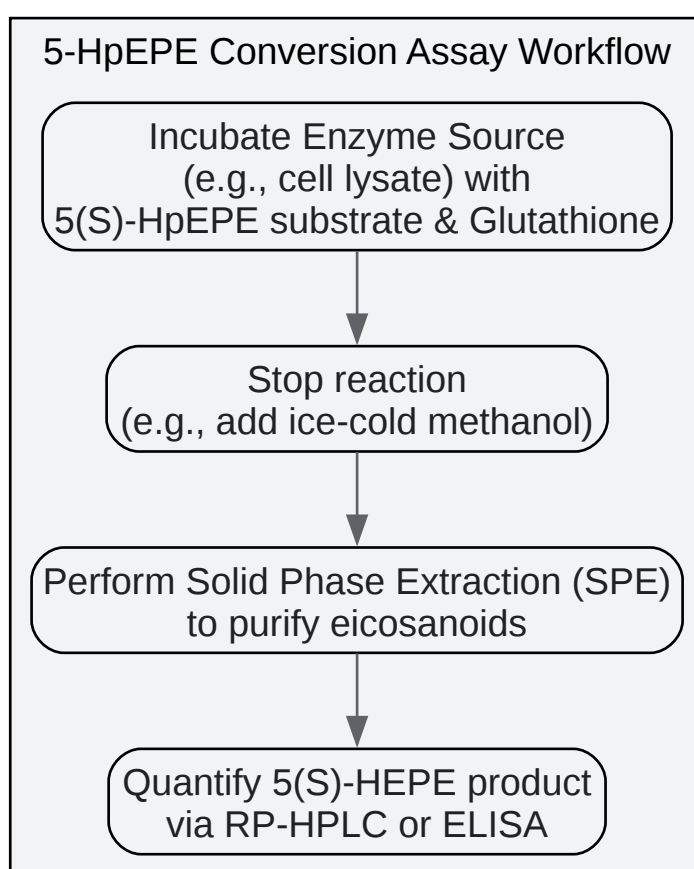 5-HpEPE Conversion Assay Workflow
Incubate Enzyme Source
(e.g., cell lysate) with
5(S)-HpEPE substrate & Glutathione
Stop reaction
(e.g., add ice-cold methanol)
Perform Solid Phase Extraction (SPE)
to purify eicosanoids
Quantify 5(S)-HEPE product
via RP-HPLC or ELISA